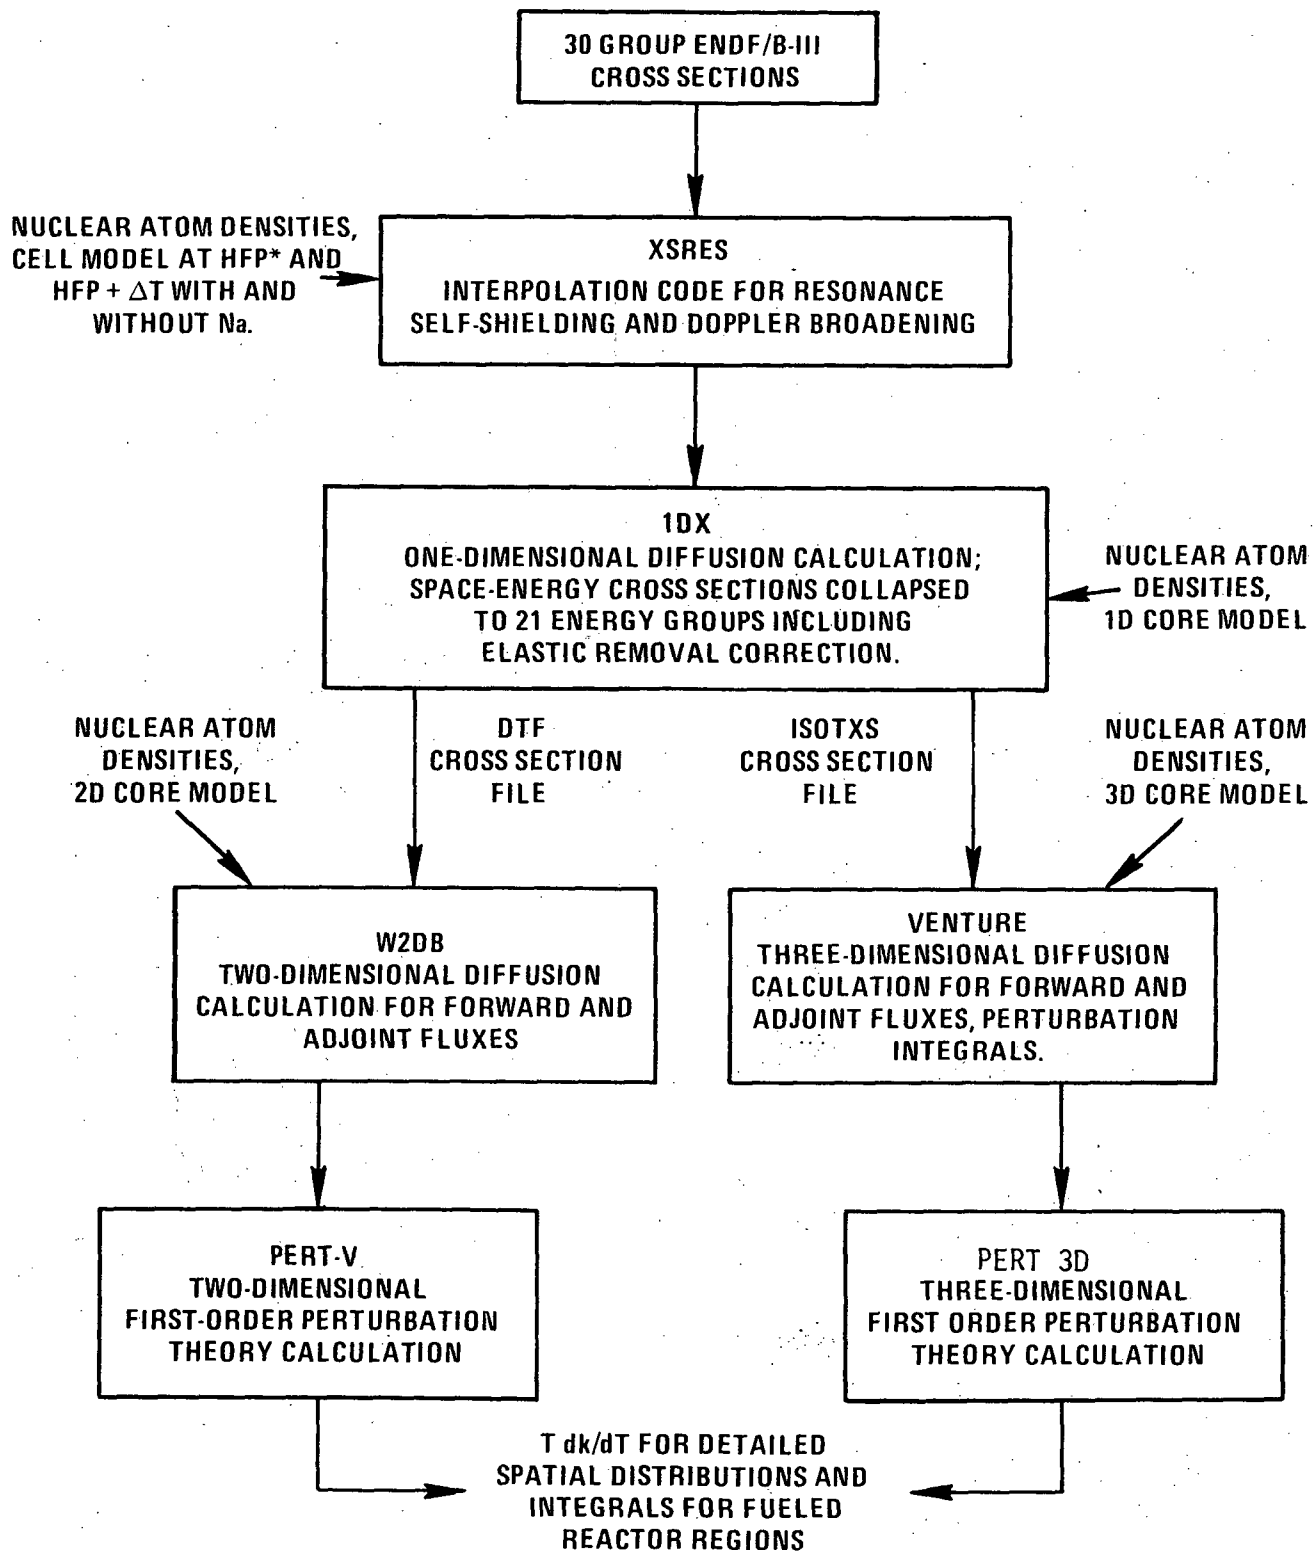 30 GROUP ENDF/B-III
CROSS SECTIONS
NUCLEAR ATOM DENSITIES,
CELL MODEL AT HFP* AND
HFP + ΔT WITH AND
WITHOUT Na.
XSRES
INTERPOLATION CODE FOR RESONANCE
SELF-SHIELDING AND DOPPLER BROADENING
1DX
ONE-DIMENSIONAL DIFFUSION CALCULATION;
SPACE-ENERGY CROSS SECTIONS COLLAPSED
TO 21 ENERGY GROUPS INCLUDING
ELASTIC REMOVAL CORRECTION.
NUCLEAR ATOM
DENSITIES,
1D CORE MODEL
NUCLEAR ATOM
DENSITIES,
2D CORE MODEL
DTF
CROSS SECTION
FILE
ISOTXS
CROSS SECTION
FILE
NUCLEAR ATOM
DENSITIES,
3D CORE MODEL
W2DB
TWO-DIMENSIONAL DIFFUSION
CALCULATION FOR FORWARD AND
ADJOINT FLUXES
VENTURE
THREE-DIMENSIONAL DIFFUSION
CALCULATION FOR FORWARD AND
ADJOINT FLUXES, PERTURBATION
INTEGRALS.
PERT-V
TWO-DIMENSIONAL
FIRST-ORDER PERTURBATION
THEORY CALCULATION
PERT 3D
THREE-DIMENSIONAL
FIRST ORDER PERTURBATION
THEORY CALCULATION
T dk/dT FOR DETAILED
SPATIAL DISTRIBUTIONS AND
INTEGRALS FOR FUELED
REACTOR REGIONS